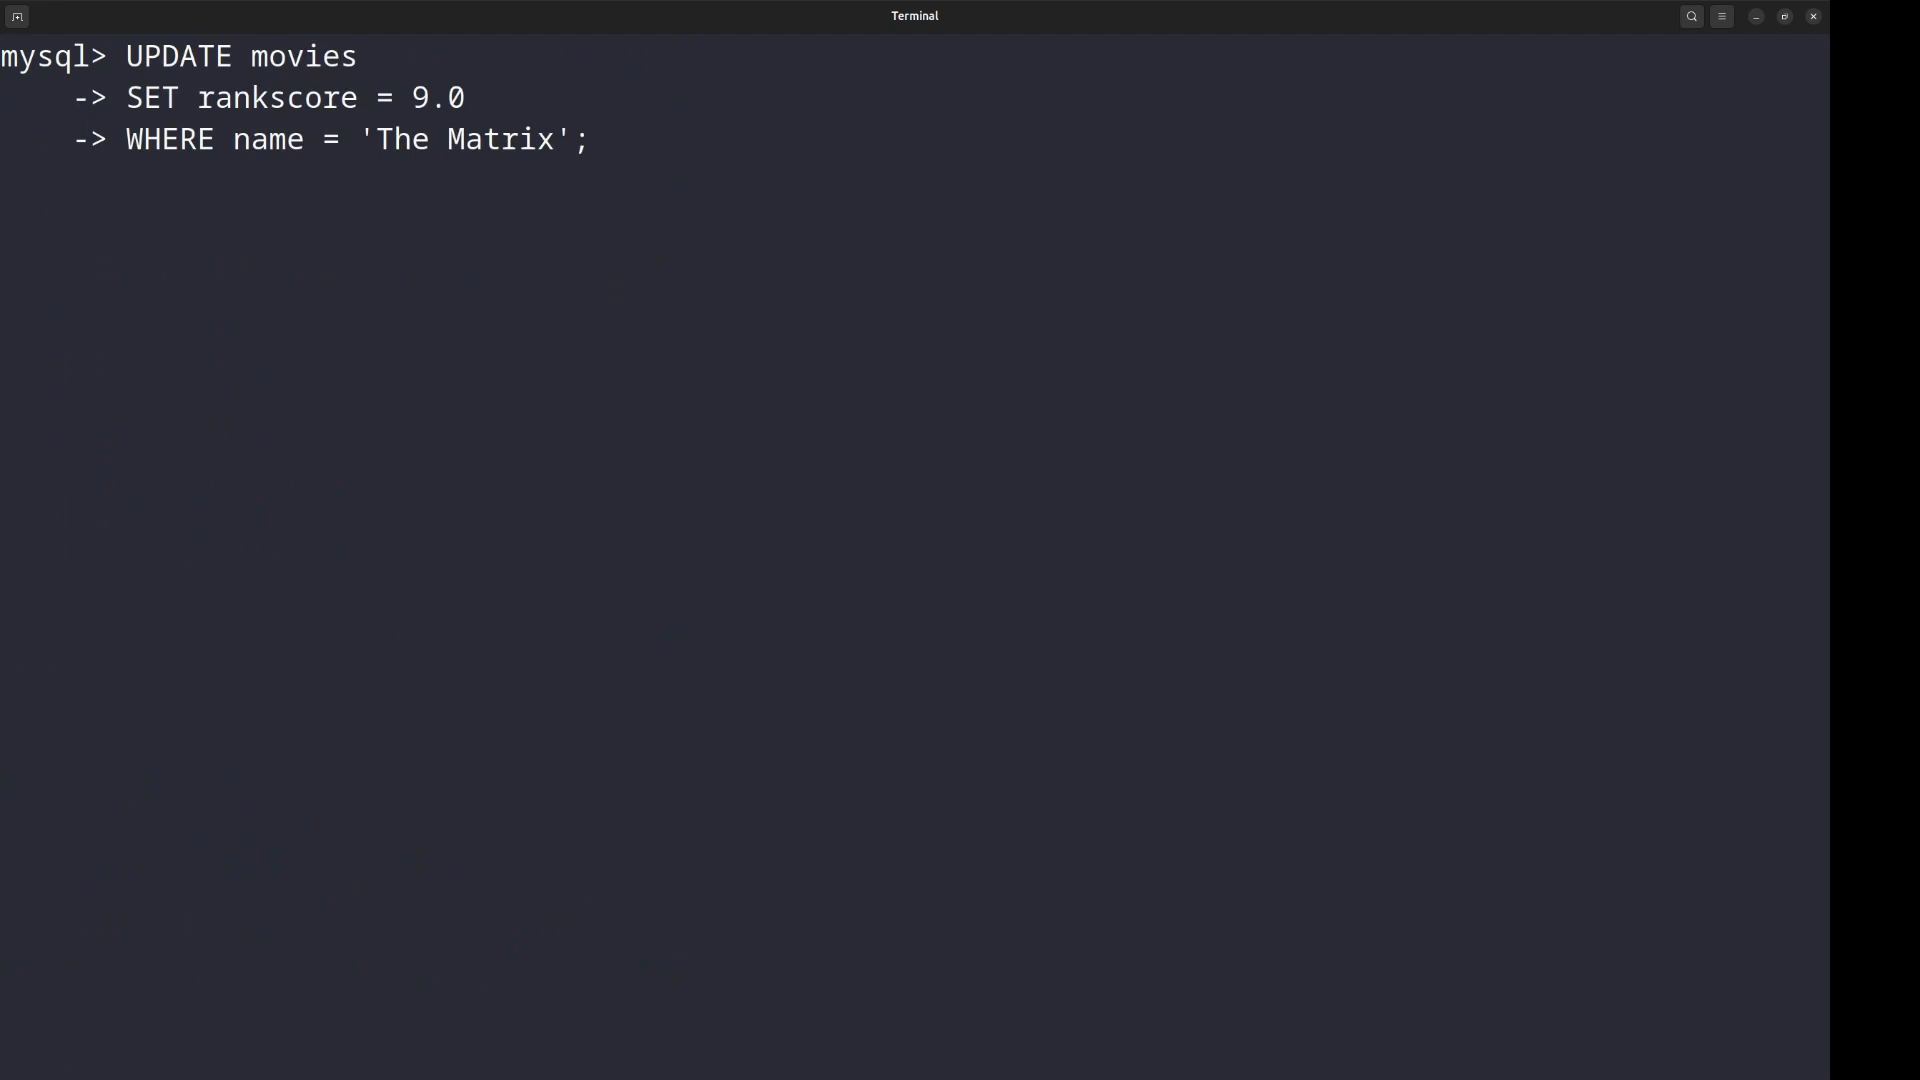 Terminal
mysql> UPDATE movies
    -> SET rankscore = 9.0
    -> WHERE name = 'The Matrix';